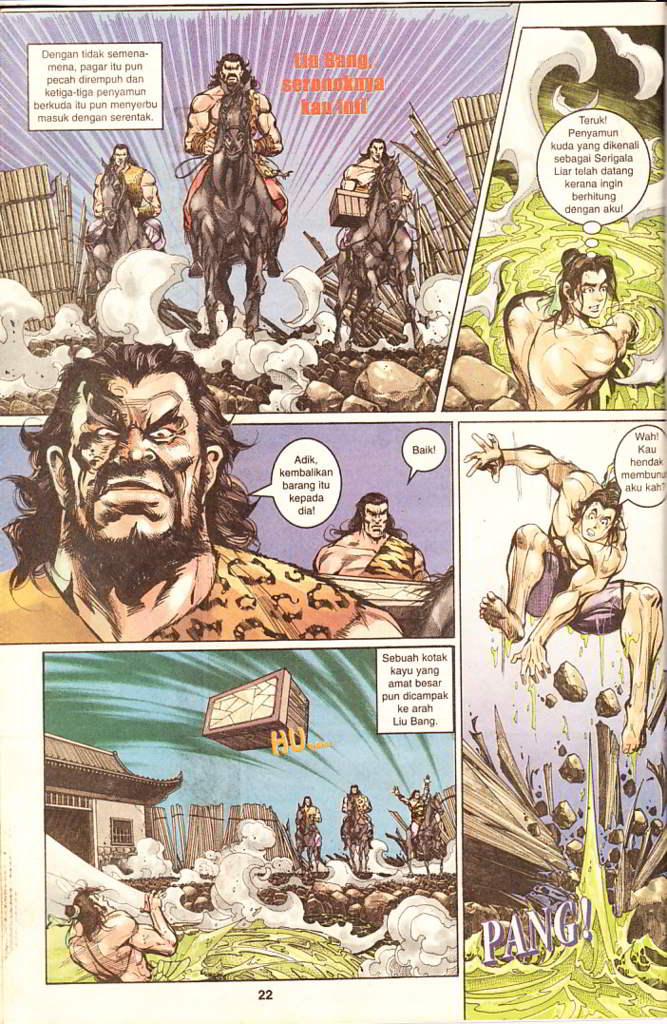 Dengan tidak semena-
mena, pagar itu pun
pecah dirempuh dan
ketiga-tiga penyamun
berkuda itu pun menyerbu
masuk dengan serentak.
Liu Bang,
seronoknya
kau ini!
Teruk!
Penyamun
kuda yang dikenali
sebagai Serigala
Liar telah datang
kerana ingin
berhitung
dengan aku!
Adik,
kembalikan
barang itu
kepada
dia!
Baik!
Wah!
Kau
hendak
membunuh
aku kah?
Sebuah kotak
kayu yang
amat besar
pun dicampak
ke arah
Liu Bang.
PANG!
22